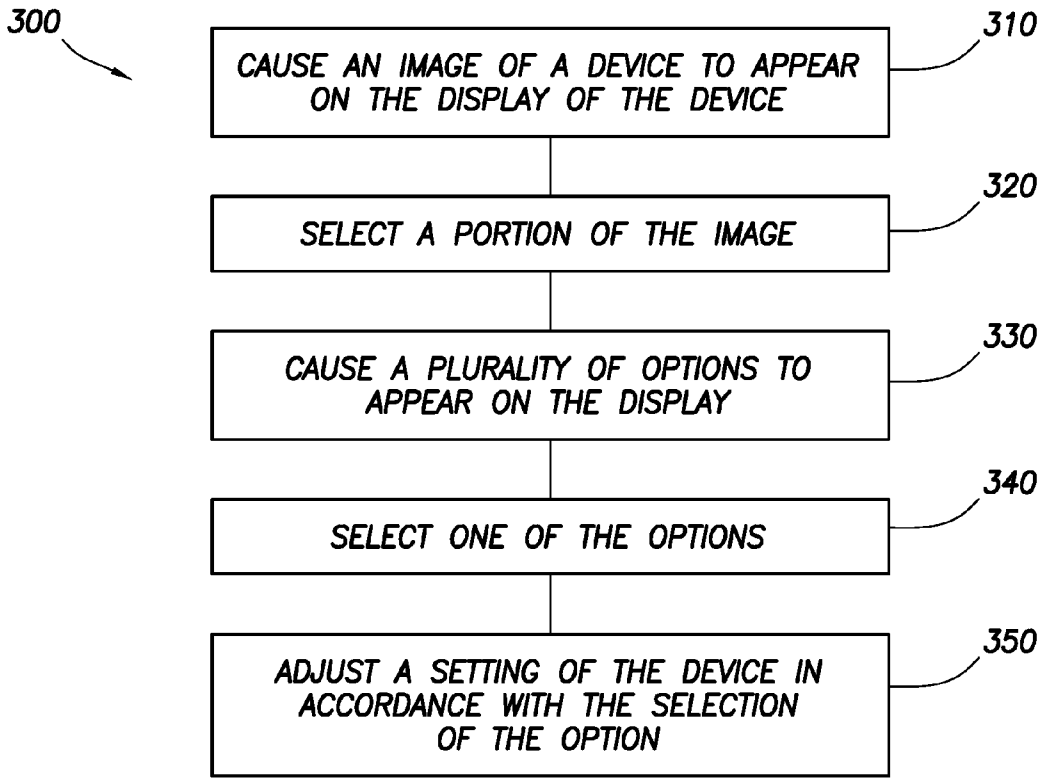 300
310
CAUSE AN IMAGE OF A DEVICE TO APPEAR
ON THE DISPLAY OF THE DEVICE
320
SELECT A PORTION OF THE IMAGE
330
CAUSE A PLURALITY OF OPTIONS TO
APPEAR ON THE DISPLAY
340
SELECT ONE OF THE OPTIONS
350
ADJUST A SETTING OF THE DEVICE IN
ACCORDANCE WITH THE SELECTION
OF THE OPTION